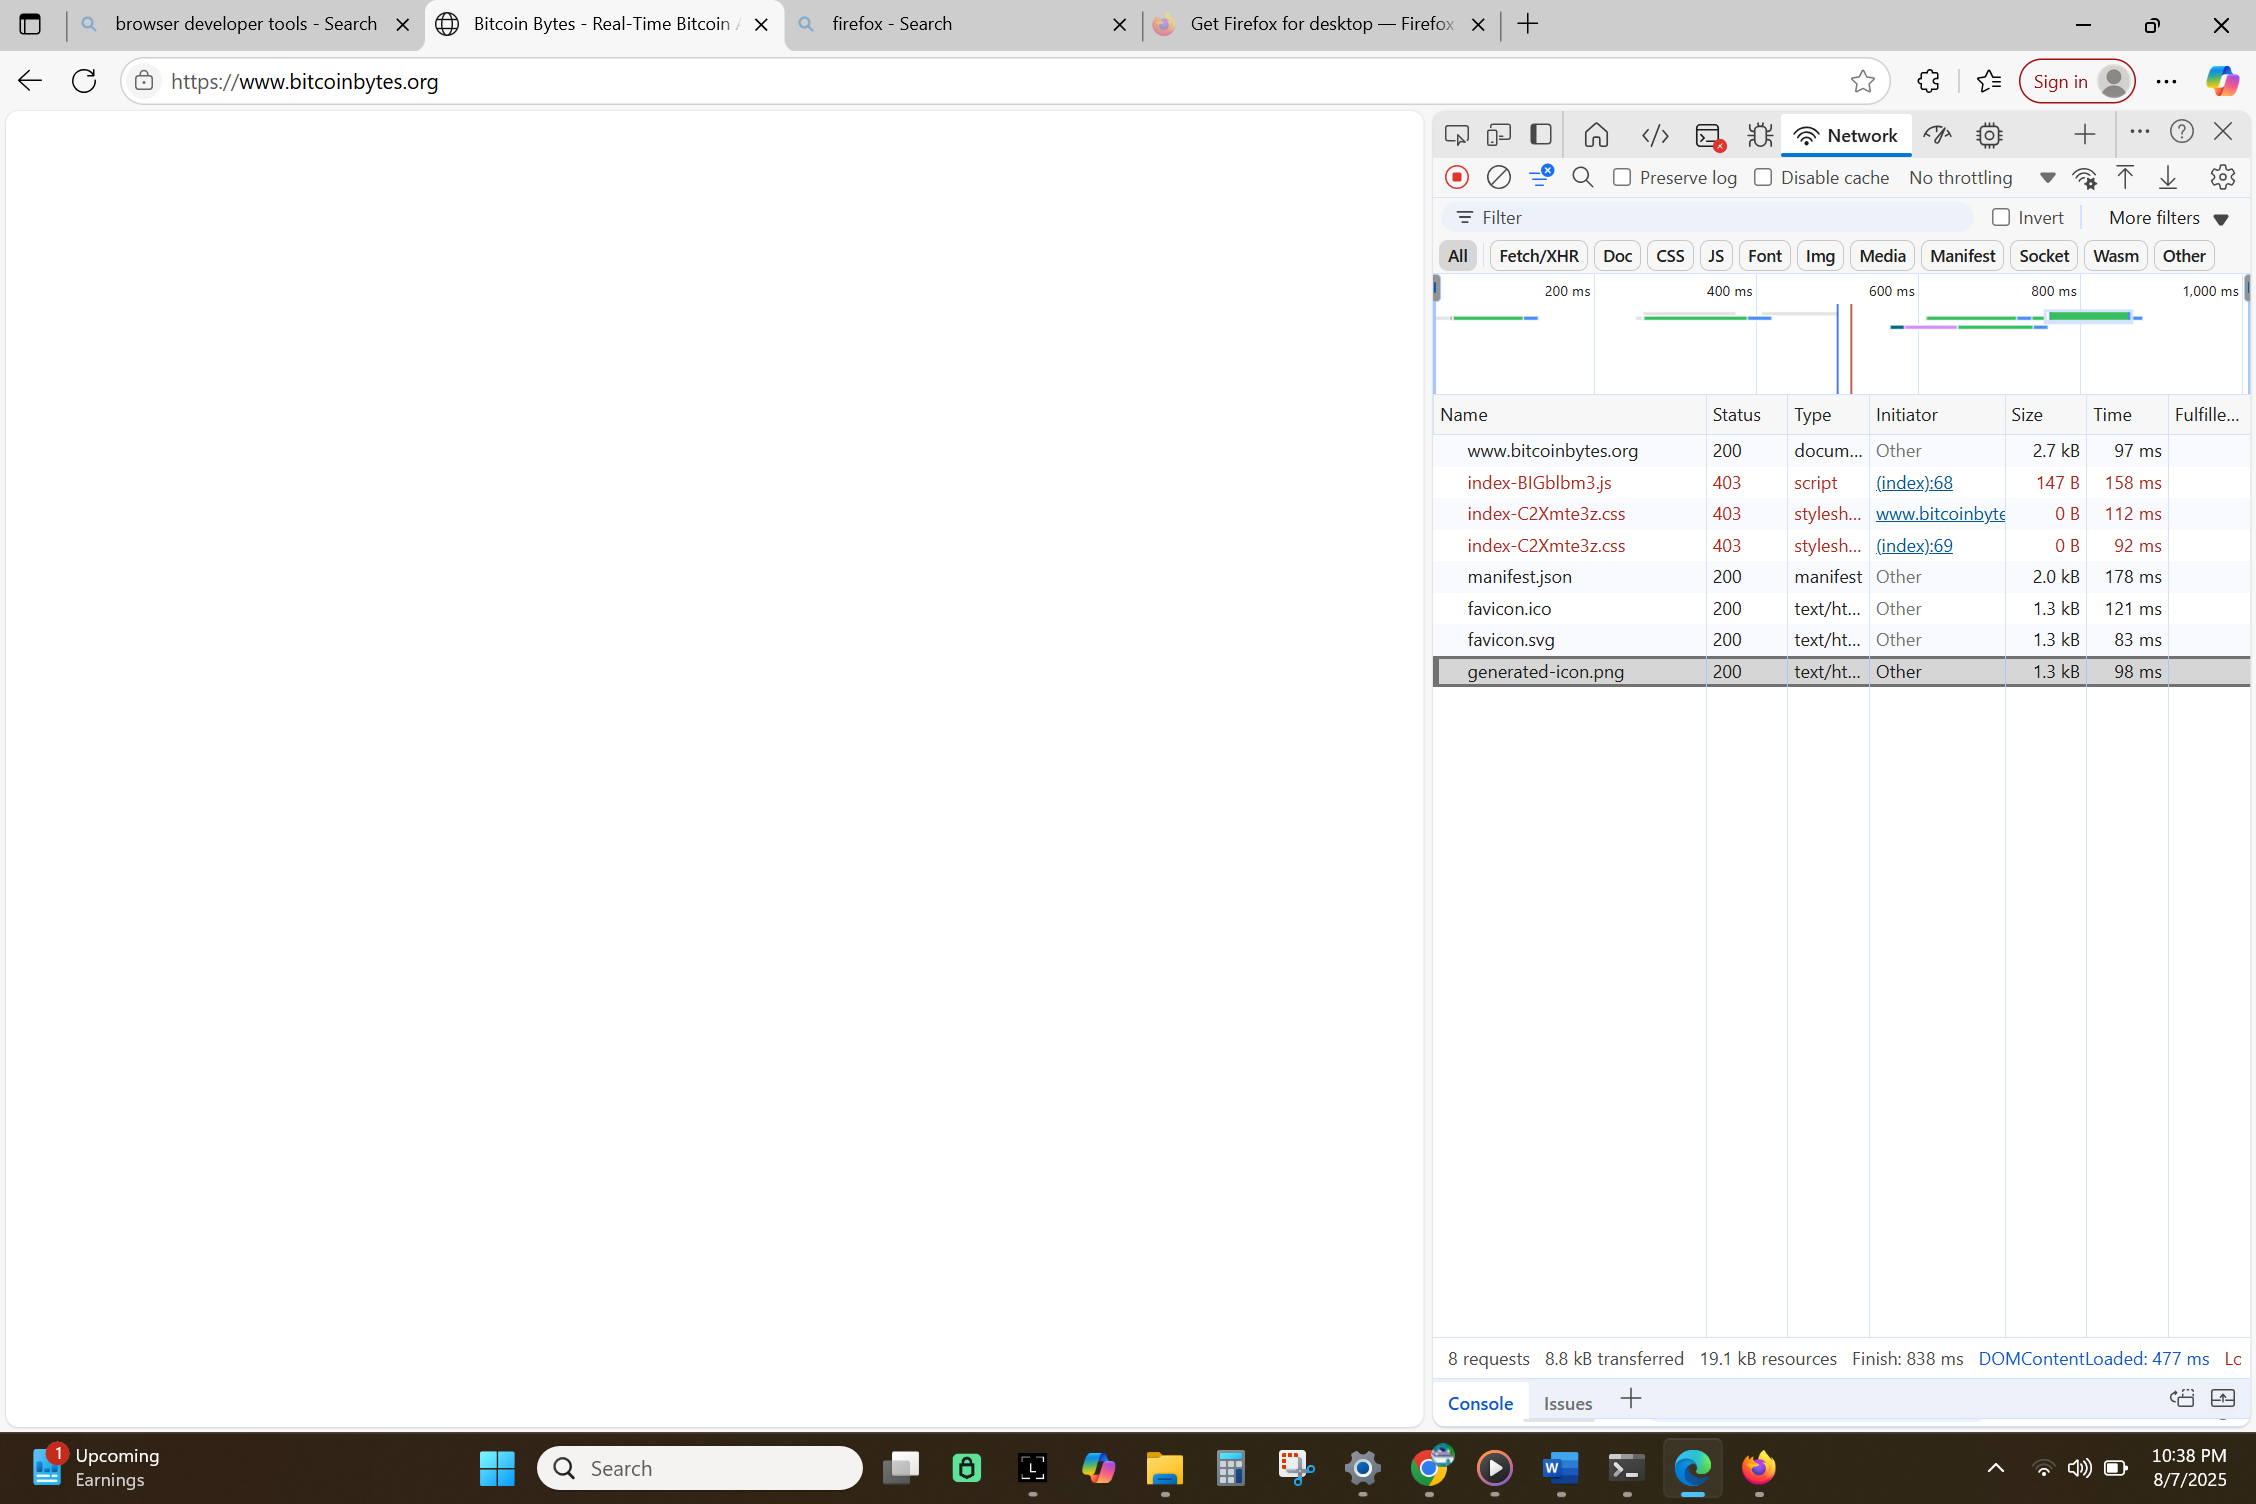 browser developer tools - Search
Bitcoin Bytes - Real-Time Bitcoin
firefox - Search
Get Firefox for desktop — Firefox
https://www.bitcoinbytes.org
Sign in
Network
Preserve log
Disable cache
No throttling
Filter
Invert
More filters
All Fetch/XHR Doc CSS JS Font Img Media Manifest Socket Wasm Other
200 ms 400 ms 600 ms 800 ms 1,000 ms
Name Status Type Initiator Size Time Fulfille...
www.bitcoinbytes.org 200 docum... Other 2.7 kB 97 ms
index-BIGblbm3.js 403 script (index):68 147 B 158 ms
index-C2Xmte3z.css 403 stylesh... www.bitcoinbyte 0 B 112 ms
index-C2Xmte3z.css 403 stylesh... (index):69 0 B 92 ms
manifest.json 200 manifest Other 2.0 kB 178 ms
favicon.ico 200 text/ht... Other 1.3 kB 121 ms
favicon.svg 200 text/ht... Other 1.3 kB 83 ms
generated-icon.png 200 text/ht... Other 1.3 kB 98 ms
8 requests 8.8 kB transferred 19.1 kB resources Finish: 838 ms DOMContentLoaded: 477 ms Lo
Console Issues
1
Upcoming
Earnings
Search
L
W
10:38 PM
8/7/2025